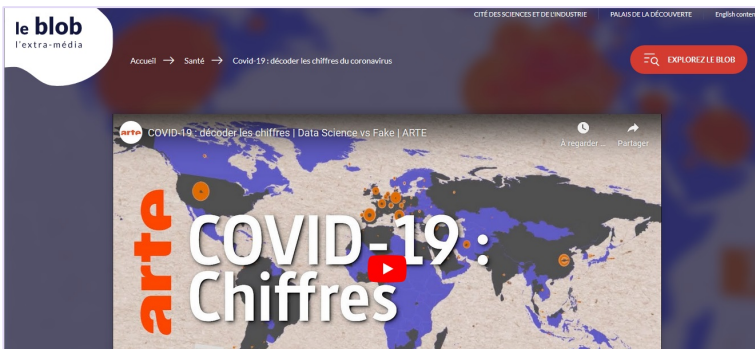 CITÉ DES SCIENCES ET DE L'INDUSTRIE PALAIS DE LA DÉCOUVERTE English conten
le blob
l'extra-média
Accueil → Santé → Covid-19 : décoder les chiffres du coronavirus
EXPLOREZ LE BLOB
arte COVID-19 : décoder les chiffres | Data Science vs Fake | ARTE
À regarder ... Partager
arte
COVID-19 :
Chiffres